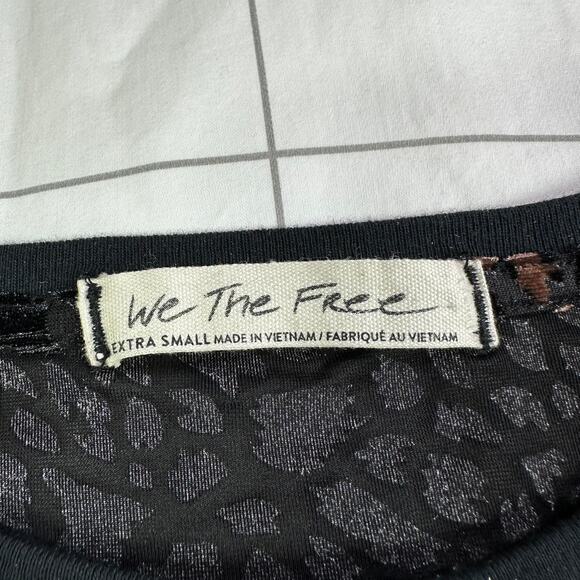 We The Free
EXTRA SMALL MADE IN VIETNAM / FABRIQUÉ AU VIETNAM